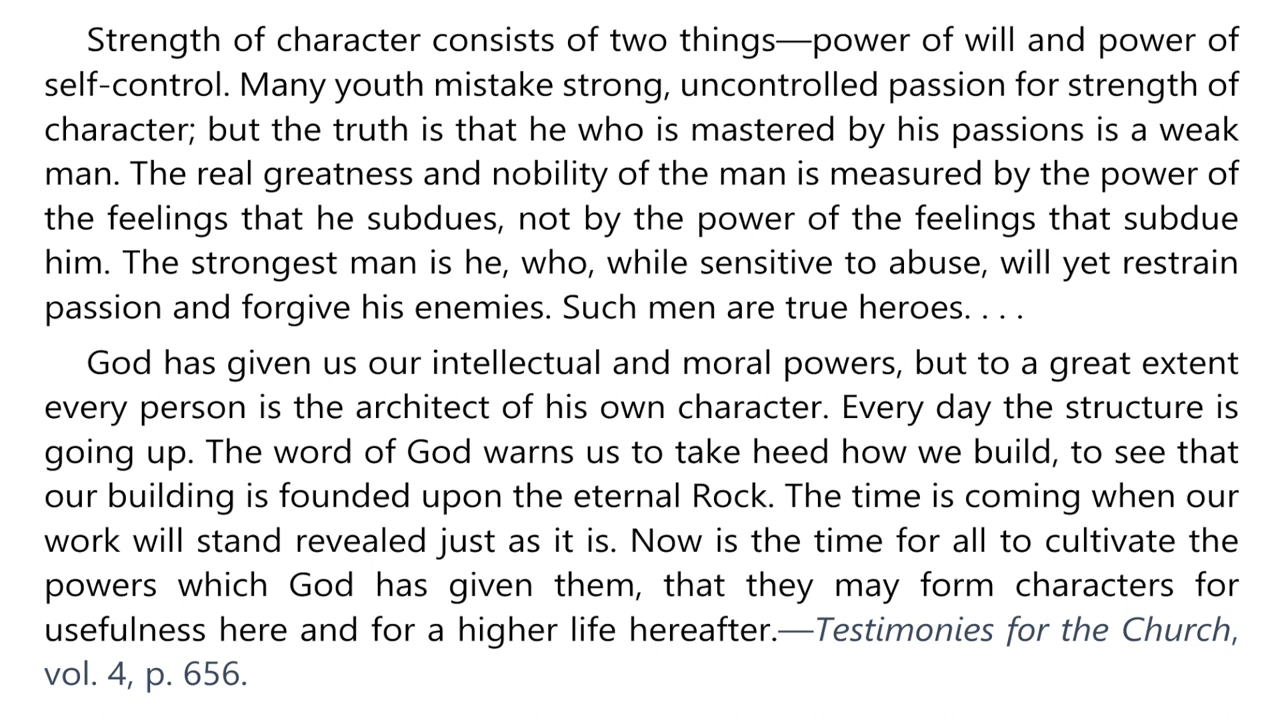 Strength of character consists of two things—power of will and power of
self-control. Many youth mistake strong, uncontrolled passion for strength of
character; but the truth is that he who is mastered by his passions is a weak
man. The real greatness and nobility of the man is measured by the power of
the feelings that he subdues, not by the power of the feelings that subdue
him. The strongest man is he, who, while sensitive to abuse, will yet restrain
passion and forgive his enemies. Such men are true heroes. . . .
God has given us our intellectual and moral powers, but to a great extent
every person is the architect of his own character. Every day the structure is
going up. The word of God warns us to take heed how we build, to see that
our building is founded upon the eternal Rock. The time is coming when our
work will stand revealed just as it is. Now is the time for all to cultivate the
powers which God has given them, that they may form characters for
usefulness here and for a higher life hereafter.—Testimonies for the Church,
vol. 4, p. 656.